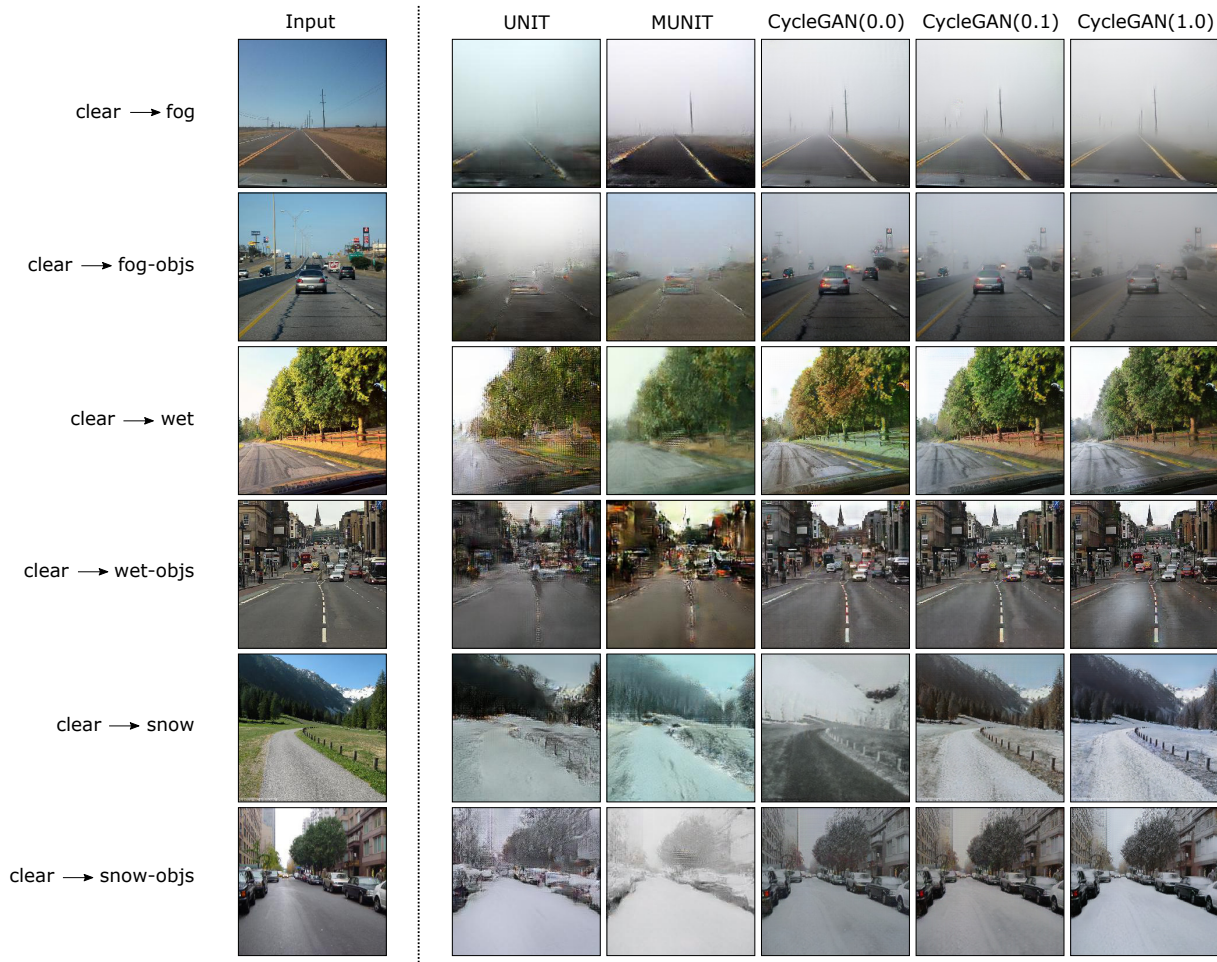 Input UNIT MUNIT CycleGAN(0.0) CycleGAN(0.1) CycleGAN(1.0)
clear → fog
clear → fog-objs
clear → wet
clear → wet-objs
clear → snow
clear → snow-objs